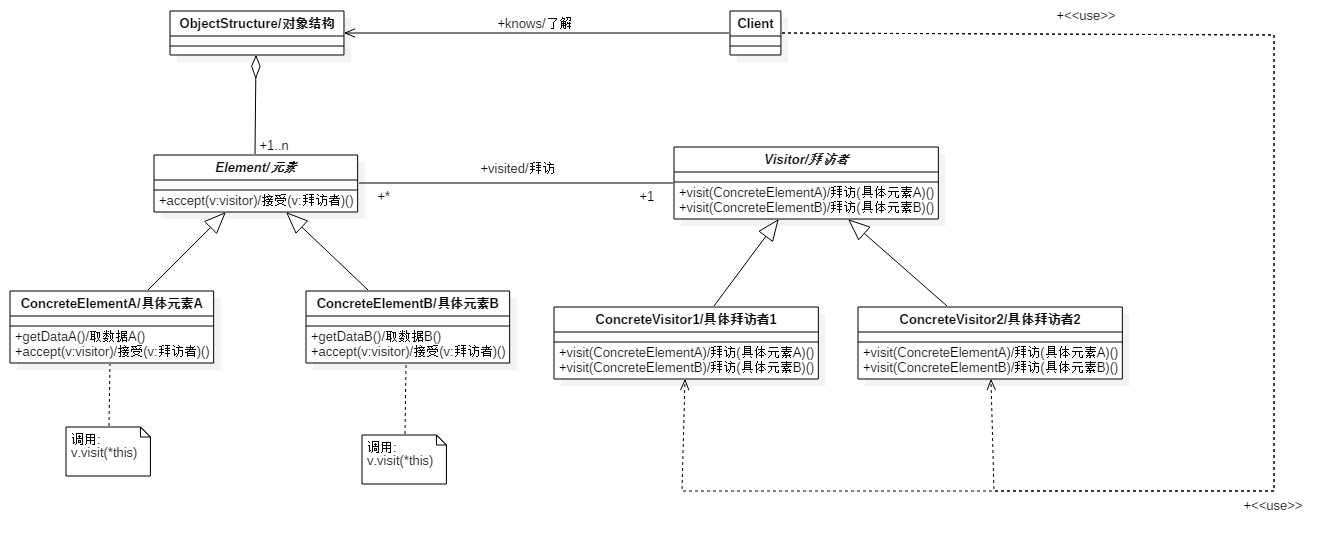 ObjectStructure/对象结构
+knows/了解
Client
+<<use>>
+1..n
Element/元素
+accept(v:visitor)/接受(v:拜访者)()
+visited/拜访
+*
+1
Visitor/拜访者
+visit(ConcreteElementA)/拜访(具体元素A)()
+visit(ConcreteElementB)/拜访(具体元素B)()
ConcreteElementA/具体元素A
+getDataA()/取数据A()
+accept(v:visitor)/接受(v:拜访者)()
ConcreteElementB/具体元素B
+getDataB()/取数据B()
+accept(v:visitor)/接受(v:拜访者)()
ConcreteVisitor1/具体拜访者1
+visit(ConcreteElementA)/拜访(具体元素A)()
+visit(ConcreteElementB)/拜访(具体元素B)()
ConcreteVisitor2/具体拜访者2
+visit(ConcreteElementA)/拜访(具体元素A)()
+visit(ConcreteElementB)/拜访(具体元素B)()
调用:
v.visit(*this)
调用:
v.visit(*this)
+<<use>>